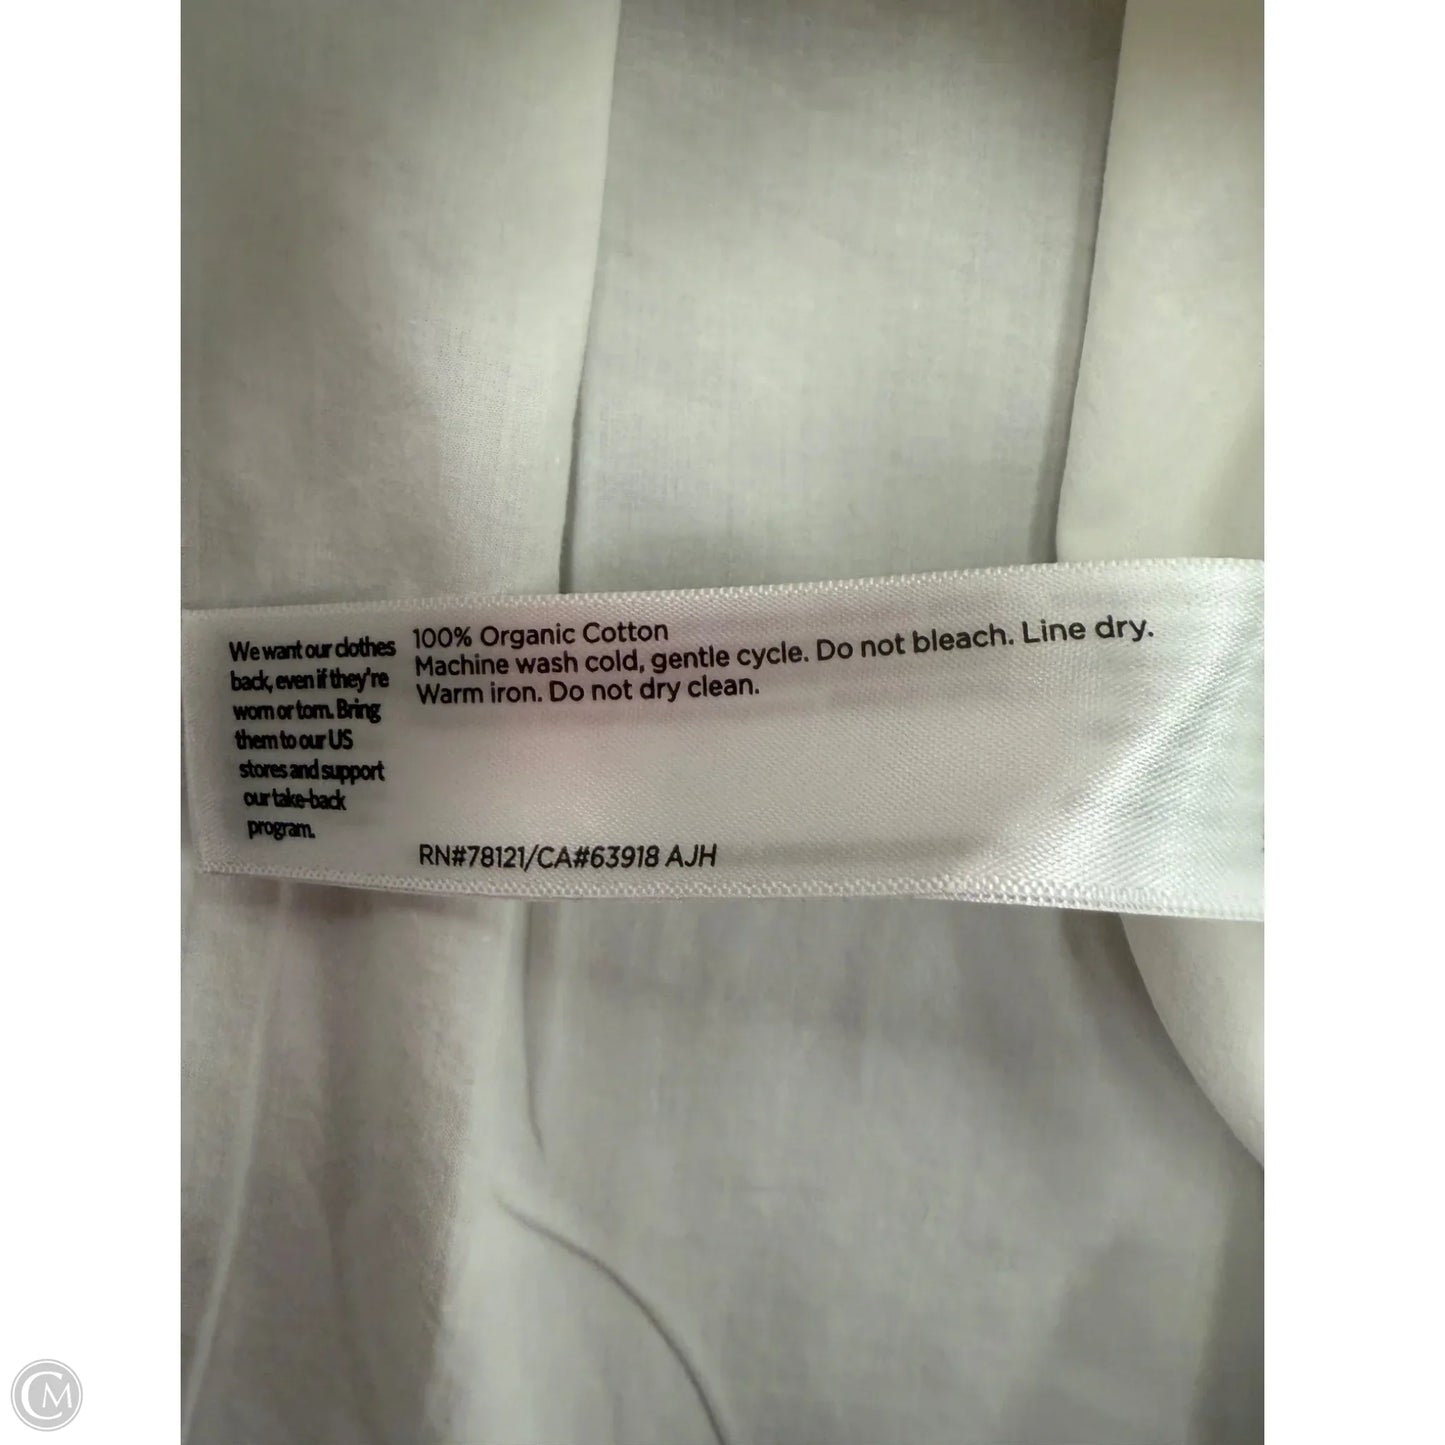 We want our clothes
back, even if they're
worn or torn. Bring
them to our US
stores and support
our take-back
program.
100% Organic Cotton
Machine wash cold, gentle cycle. Do not bleach. Line dry.
Warm iron. Do not dry clean.
RN#78121/CA#63918 AJH
CM